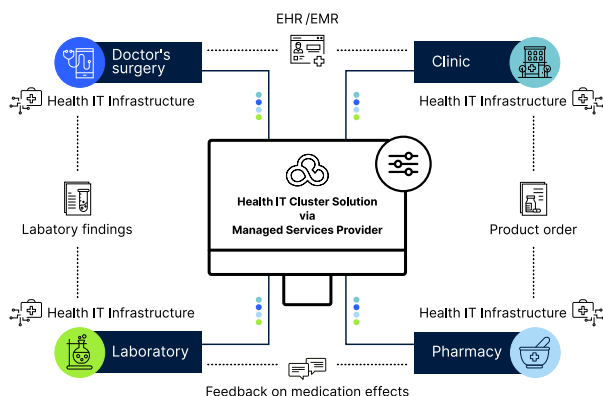 EHR /EMR
Doctor's
surgery
Clinic
Health IT Infrastructure
Health IT Infrastructure
Health IT Cluster Solution
via
Managed Services Provider
Labatory findings
Product order
Health IT Infrastructure
Health IT Infrastructure
Laboratory
Pharmacy
Feedback on medication effects